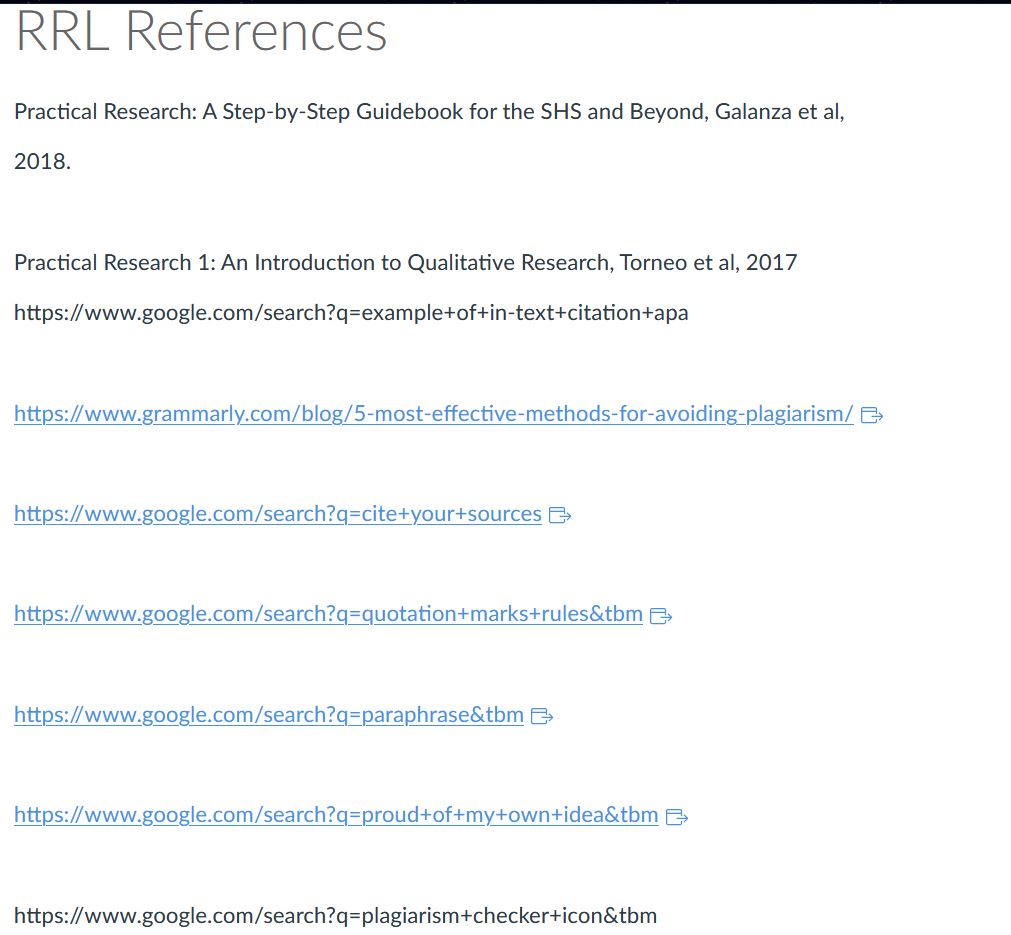 RRL References
Practical Research: A Step-by-Step Guidebook for the SHS and Beyond, Galanza et al,
2018.
Practical Research 1: An Introduction to Qualitative Research, Torneo et al, 2017
https://www.google.com/search?q=example+of+in-text+citation+apa
https://www.grammarly.com/blog/5-most-effective-methods-for-avoiding-plagiarism/
https://www.google.com/search?q=cite+your+sources
https://www.google.com/search?q=quotation+marks+rules&tbm
https://www.google.com/search?q=paraphrase&tbm
https://www.google.com/search?q=proud+of+my+own+idea&tbm
https://www.google.com/search?q=plagiarism+checker+icon&tbm